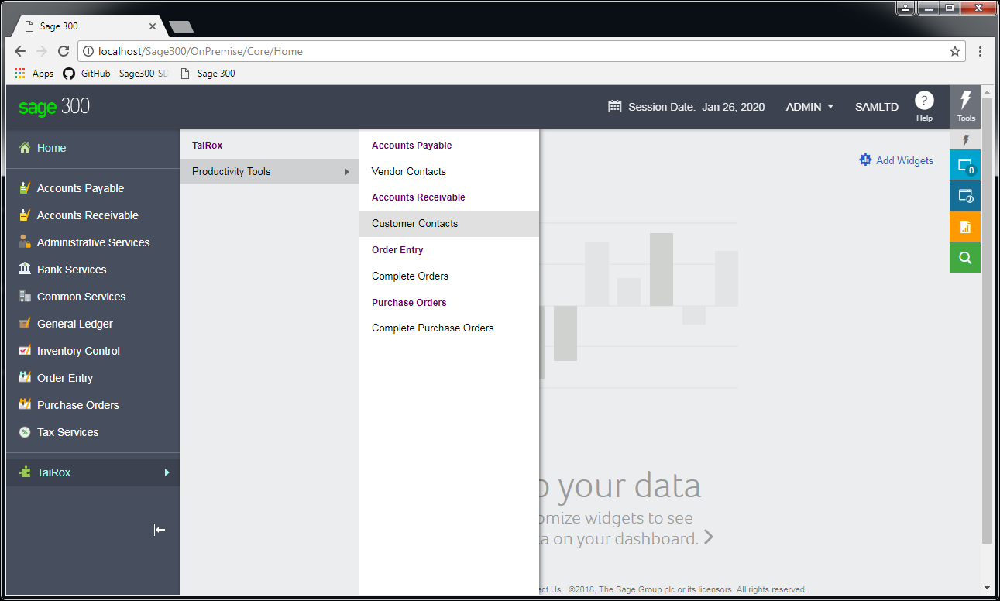 Sage 300
localhost/Sage300/OnPremise/Core/Home
Apps GitHub - Sage300-SD Sage 300
sage 300
Session Date: Jan 26, 2020 ADMIN SAMLTD ? Help Tools
Home
Accounts Payable
Accounts Receivable
Administrative Services
Bank Services
Common Services
General Ledger
Inventory Control
Order Entry
Purchase Orders
Tax Services
TaiRox
TaiRox
Productivity Tools
Accounts Payable
Vendor Contacts
Accounts Receivable
Customer Contacts
Order Entry
Complete Orders
Purchase Orders
Complete Purchase Orders
Add Widgets
0
your data
widgets to see
on your dashboard.
Us ©2018, The Sage Group plc or its licensors. All rights reserved.